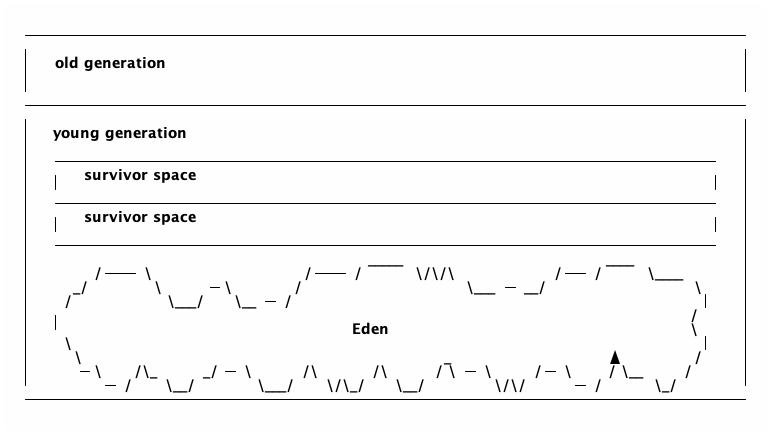 old generation
young generation
survivor space
survivor space
Eden